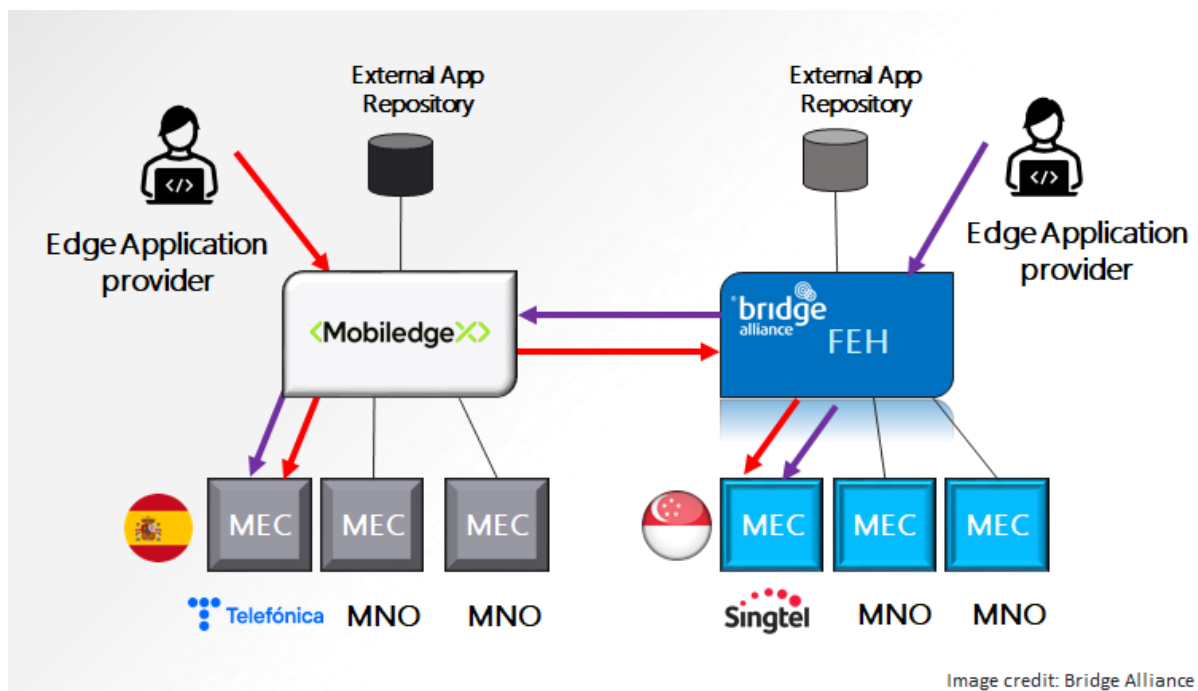 External App
Repository
External App
Repository
</>
</>
Edge Application
provider
Edge Application
provider
<MobiledgeX>
bridge
alliance
FEH
MEC
MEC
MEC
MEC
MEC
MEC
Telefónica
MNO
MNO
Singtel
MNO
MNO
Image credit: Bridge Alliance